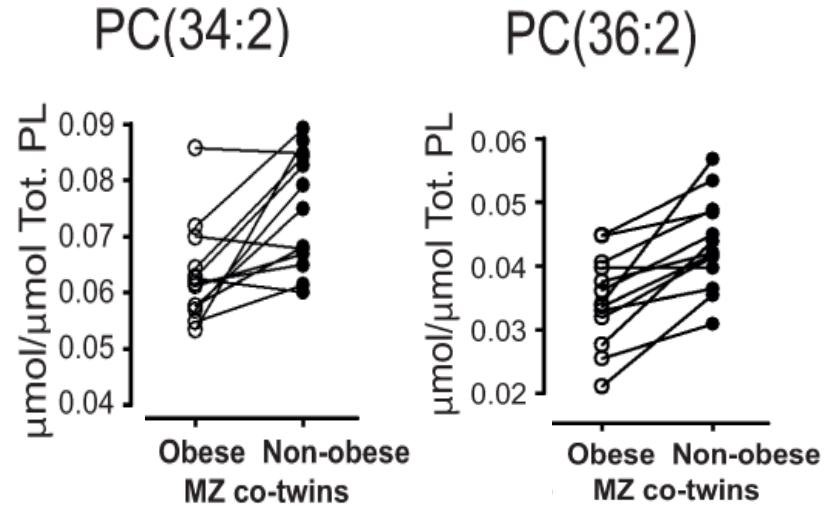 PC(34:2)
μmol/μmol Tot. PL
0.09
0.08
0.07
0.06
0.05
0.04
Obese Non-obese
MZ co-twins
PC(36:2)
μmol/μmol Tot. PL
0.06
0.05
0.04
0.03
0.02
Obese Non-obese
MZ co-twins